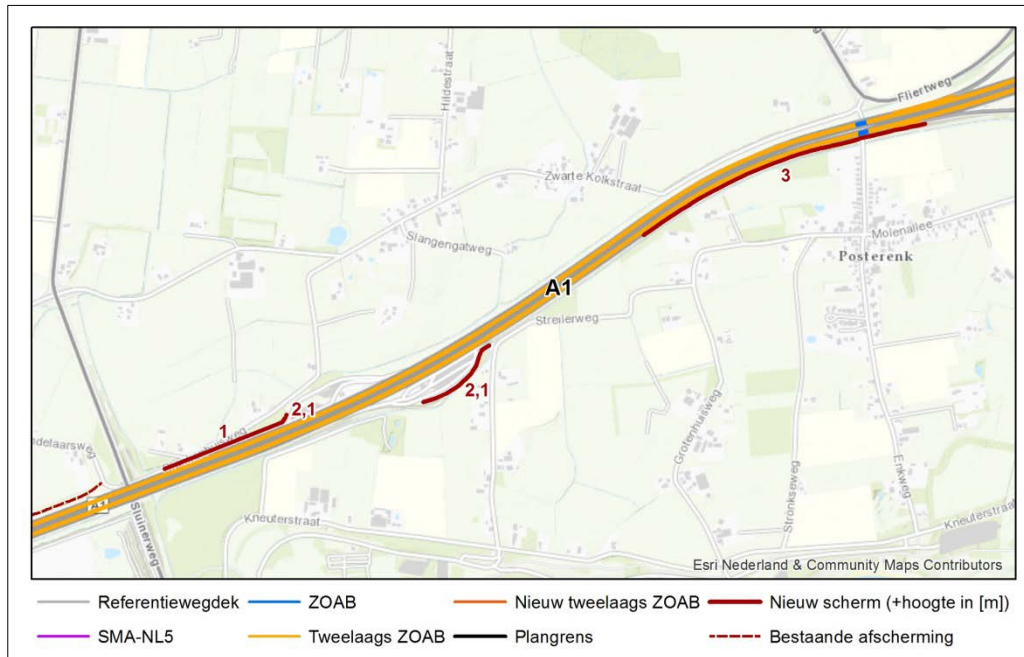 Hildestraat
Fliertweg
Zwarte Kolkstraat
3
Slangengatweg
Molenallee
Posterenk
A1
Streilerweg
2,1
2,1
1
Grotenhuisweg
A1
Sluinerweg
Kneuterstraat
Stronkseweg
Enkweg
Kneuterstraat
Esri Nederland & Community Maps Contributors
Referentiewegdek ZOAB Nieuw tweelaags ZOAB Nieuw scherm (+hoogte in [m])
SMA-NL5 Tweelaags ZOAB Plangrens Bestaande afscherming